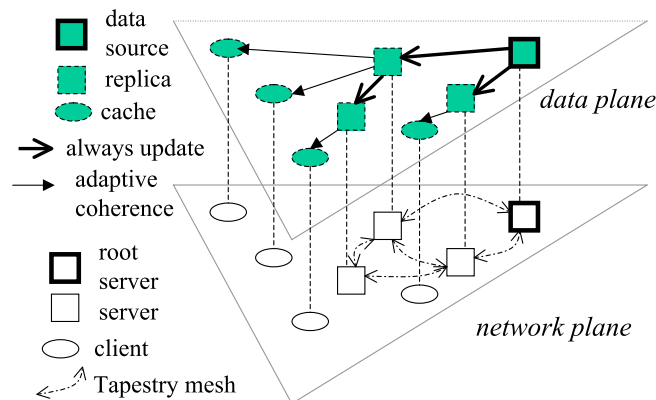 data
source
replica
cache
always update
adaptive
coherence
data plane
root
server
server
client
Tapestry mesh
network plane